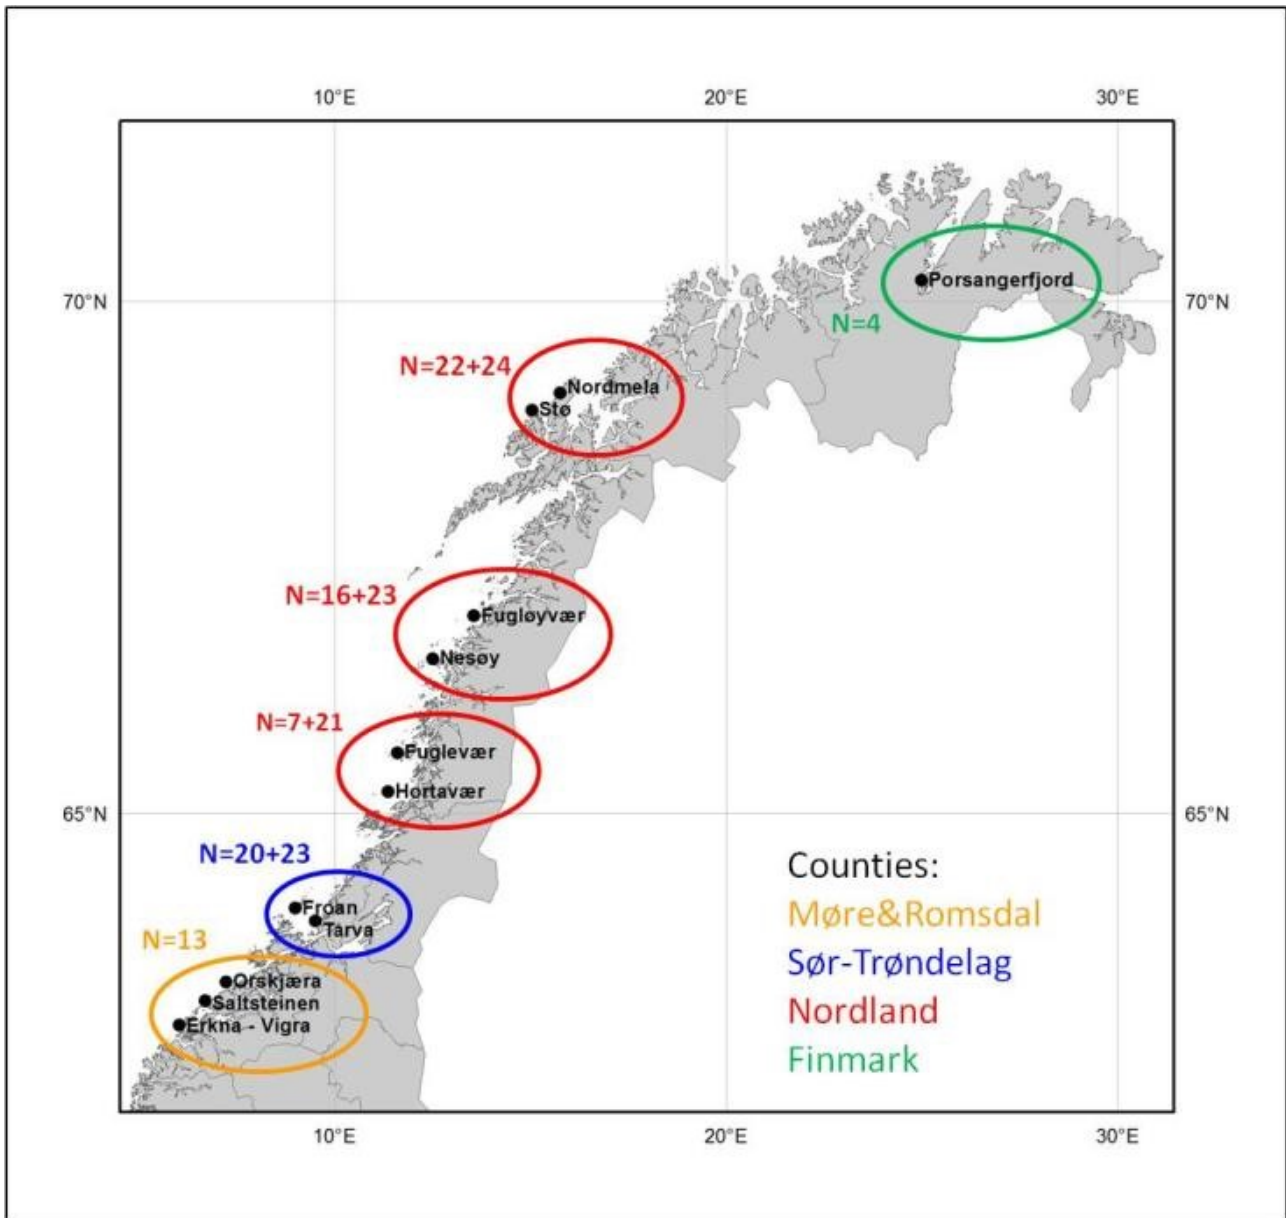 10°E 20°E 30°E
Porsangerfjord
70°N 70°N
N=4
N=22+24
Nordmela
Stø
N=16+23
Fugløyvær
Nesøy
N=7+21
Fuglevær
Hortavær
65°N 65°N
N=20+23
Froan
Tarva
N=13
Orskjæra
Saltsteinen
Erkna - Vigra
Counties:
Møre&Romsdal
Sør-Trøndelag
Nordland
Finmark
10°E 20°E 30°E